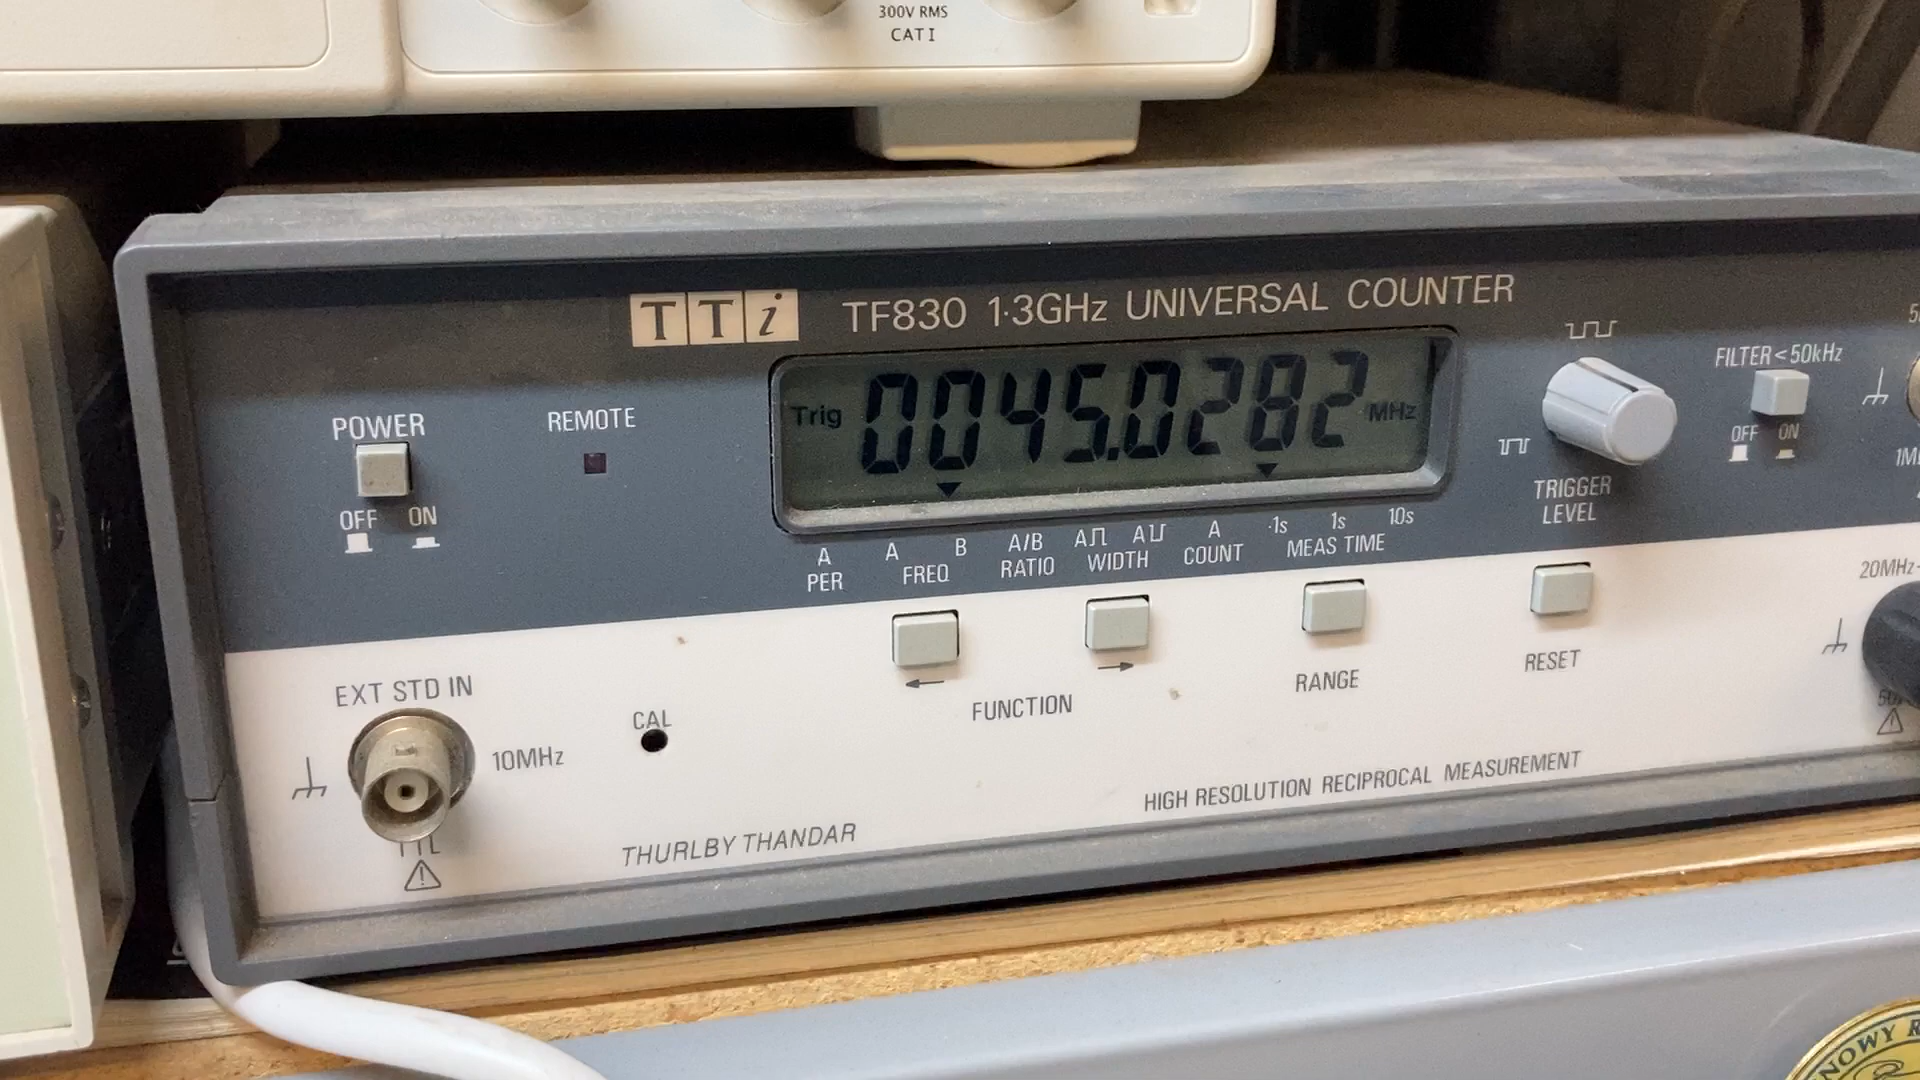 300V RMS
CAT I
TTi TF830 1·3GHz UNIVERSAL COUNTER
Trig 0045.0282 MHz
FILTER<50kHz
OFF ON
TRIGGER
LEVEL
POWER
OFF ON
REMOTE
A
PER
A B
FREQ
A/B
RATIO
A A
WIDTH
A
COUNT
·1s 1s 10s
MEAS TIME
20MHz-
FUNCTION
RANGE
RESET
EXT STD IN
10MHz
TTL
CAL
HIGH RESOLUTION RECIPROCAL MEASUREMENT
THURLBY THANDAR